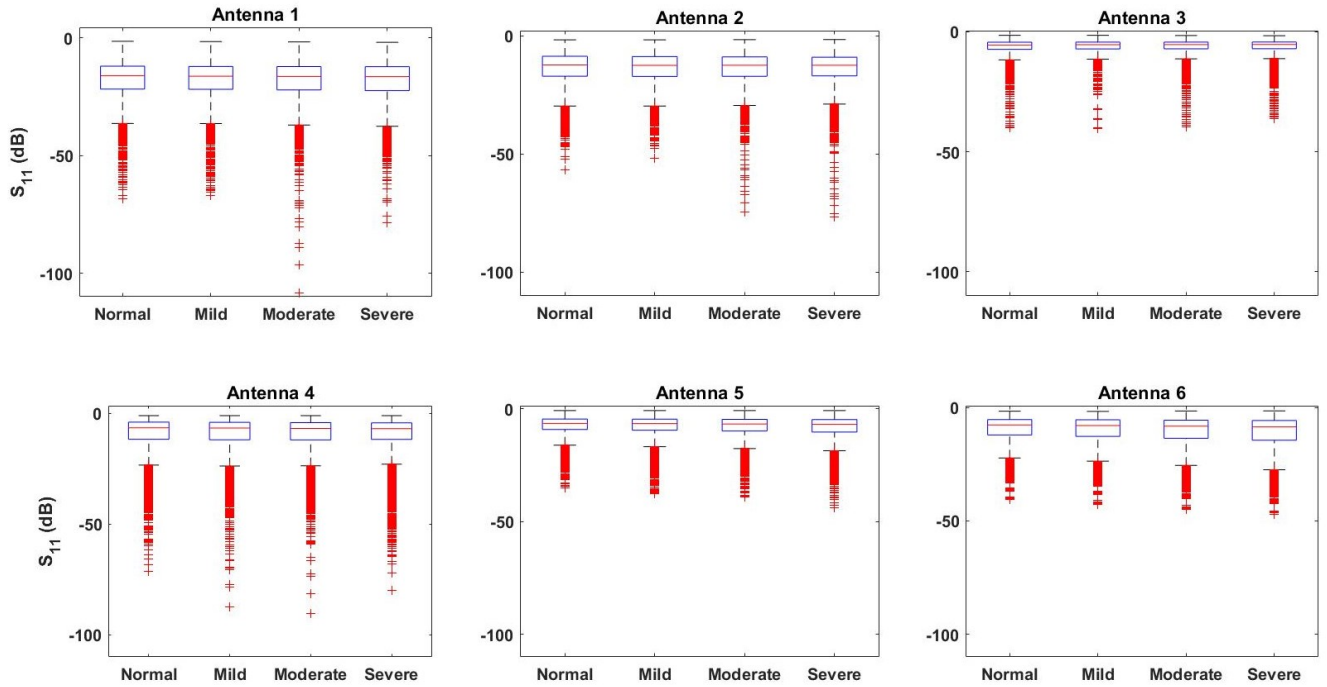 Antenna 1
Antenna 2
Antenna 3
0
-50
-100
S11 (dB)
Normal Mild Moderate Severe
0
-50
-100
Normal Mild Moderate Severe
0
-50
-100
Normal Mild Moderate Severe
Antenna 4
Antenna 5
Antenna 6
0
-50
-100
S11 (dB)
Normal Mild Moderate Severe
0
-50
-100
Normal Mild Moderate Severe
0
-50
-100
Normal Mild Moderate Severe